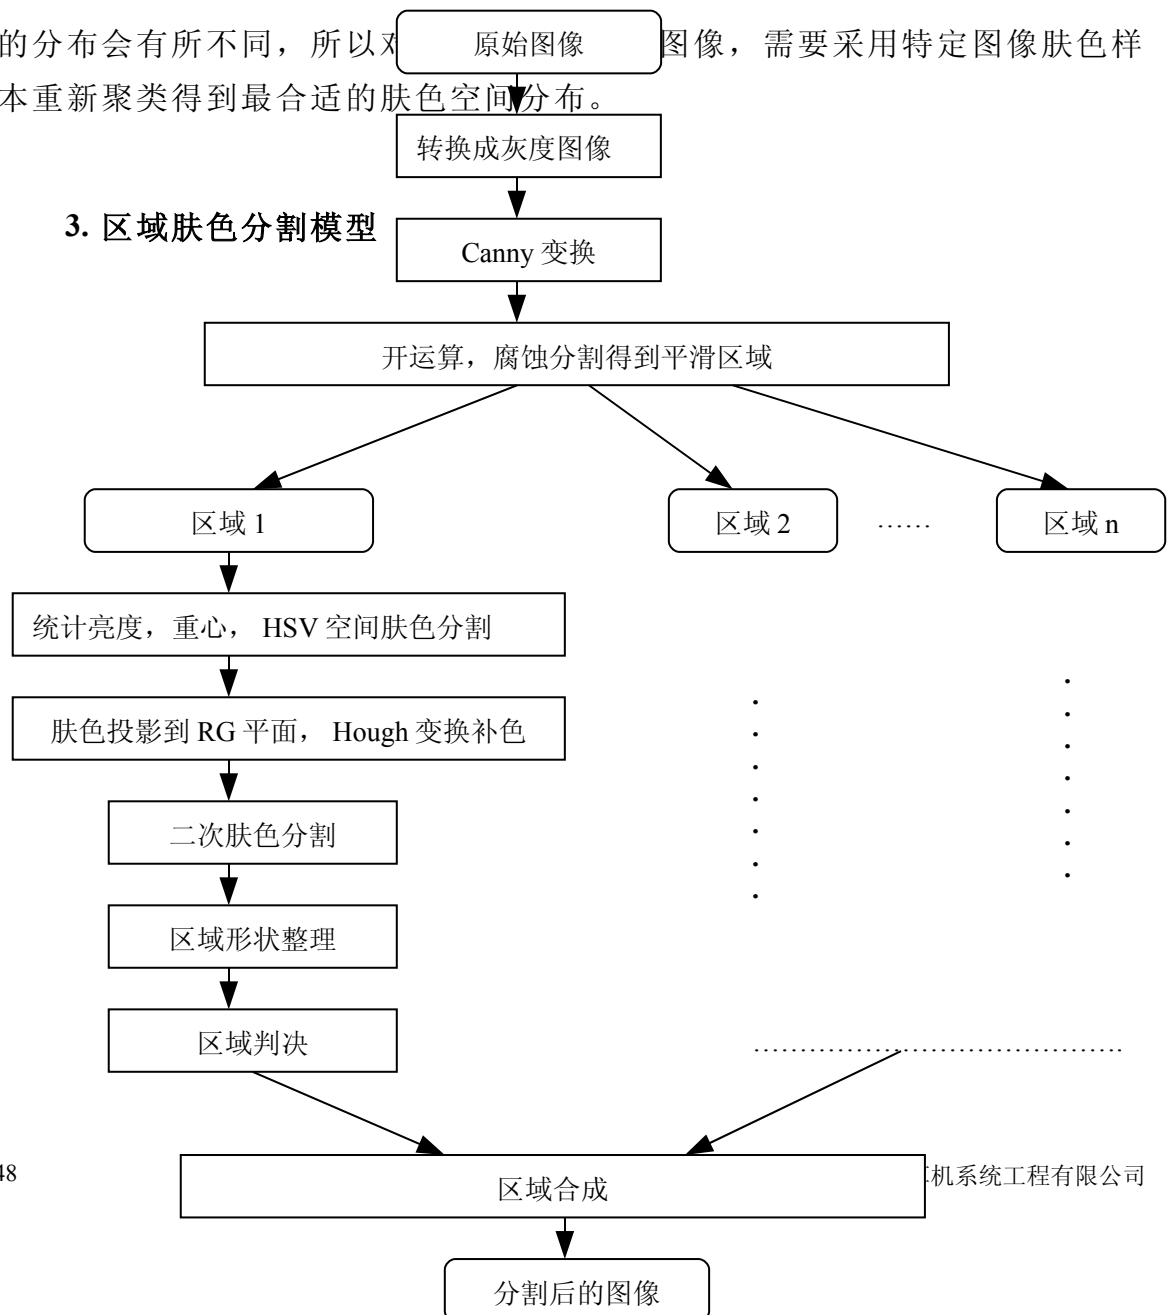 的分布会有所不同，所以对
原始图像
图像，需要采用特定图像肤色样
本重新聚类得到最合适的肤色空间分布。
转换成灰度图像
3. 区域肤色分割模型
Canny 变换
开运算，腐蚀分割得到平滑区域
区域 1
区域 2
……
区域 n
统计亮度，重心， HSV 空间肤色分割
肤色投影到 RG 平面， Hough 变换补色
二次肤色分割
区域形状整理
区域判决
区域合成
48
机系统工程有限公司
分割后的图像